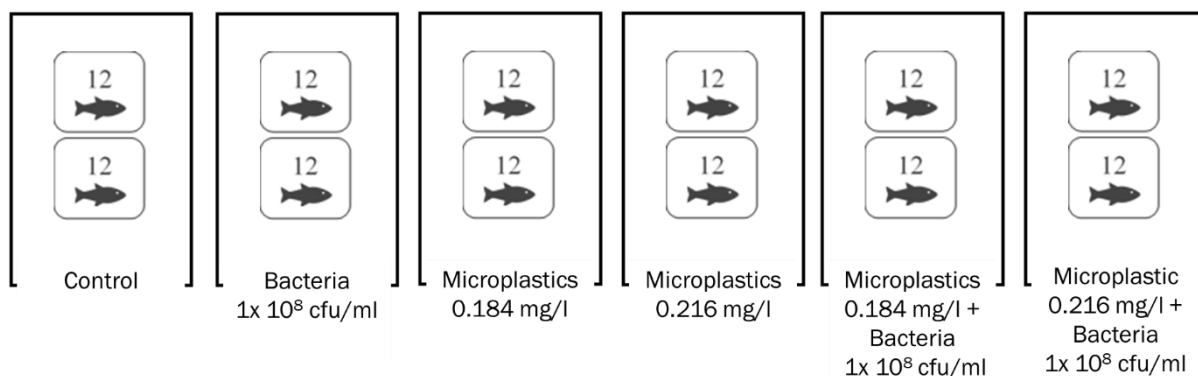 12
12
Control
12
12
Bacteria
1x 10⁸ cfu/ml
12
12
Microplastics
0.184 mg/l
12
12
Microplastics
0.216 mg/l
12
12
Microplastics
0.184 mg/l +
Bacteria
1x 10⁸ cfu/ml
12
12
Microplastic
0.216 mg/l +
Bacteria
1x 10⁸ cfu/ml